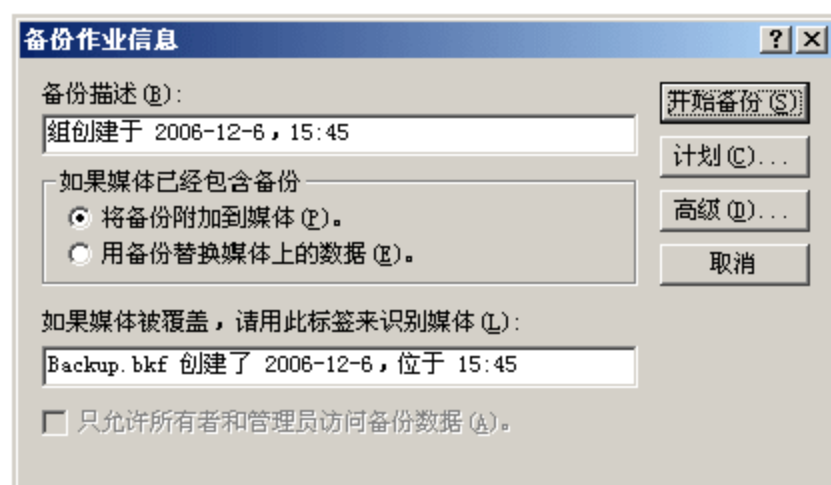 备份作业信息
备份描述(B):
组创建于 2006-12-6，15:45
如果媒体已经包含备份
将备份附加到媒体(P)。
用备份替换媒体上的数据(E)。
如果媒体被覆盖，请用此标签来识别媒体(L):
Backup.bkf 创建了 2006-12-6，位于 15:45
只允许所有者和管理员访问备份数据(A)。
开始备份(S)
计划(C)...
高级(D)...
取消